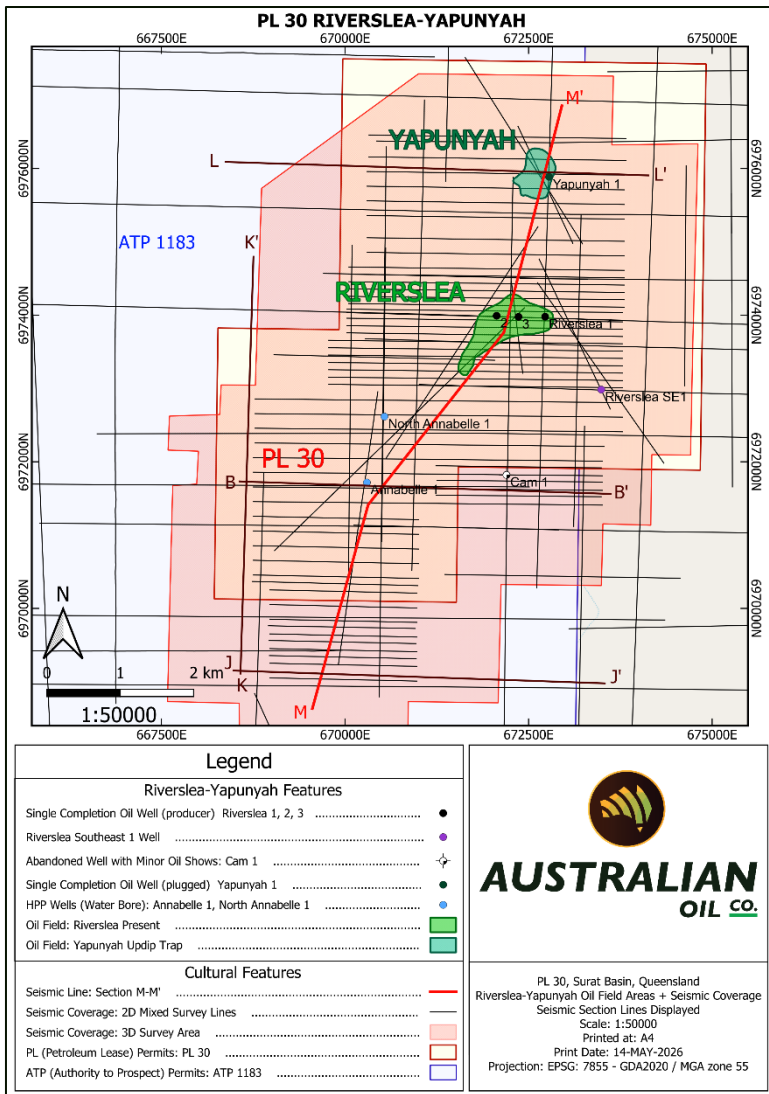 PL 30 RIVERSLEA-YAPUNYAH
667500E 670000E 672500E 675000E
M'
YAPUNYAH
L L'
6976000N 6976000N
Yapunyah 1
ATP 1183
K'
RIVERSLEA
6974000N 6974000N
2 3 Riverslea 1
Riverslea SE1
North Annabelle 1
PL 30
6972000N 6972000N
B Annabelle 1 Cam 1 B'
6970000N 6970000N
N
J J'
K
0 1 2 km
M
1:50000
667500E 670000E 672500E 675000E
Legend
Riverslea-Yapunyah Features
Single Completion Oil Well (producer) Riverslea 1, 2, 3
Riverslea Southeast 1 Well
Abandoned Well with Minor Oil Shows: Cam 1
Single Completion Oil Well (plugged) Yapunyah 1
HPP Wells (Water Bore): Annabelle 1, North Annabelle 1
Oil Field: Riverslea Present
Oil Field: Yapunyah Updip Trap
Cultural Features
Seismic Line: Section M-M'
Seismic Coverage: 2D Mixed Survey Lines
Seismic Coverage: 3D Survey Area
PL (Petroleum Lease) Permits: PL 30
ATP (Authority to Prospect) Permits: ATP 1183
AUSTRALIAN
OIL CO.
PL 30, Surat Basin, Queensland
Riverslea-Yapunyah Oil Field Areas + Seismic Coverage
Seismic Section Lines Displayed
Scale: 1:50000
Printed at: A4
Print Date: 14-MAY-2026
Projection: EPSG: 7855 - GDA2020 / MGA zone 55